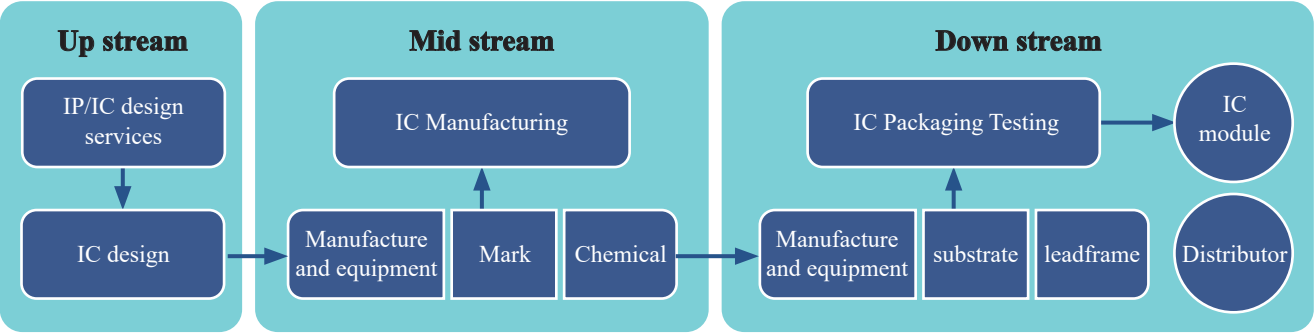 Up stream
IP/IC design
services
IC design
Mid stream
IC Manufacturing
Manufacture
and equipment
Mark
Chemical
Down stream
IC Packaging Testing
IC
module
Manufacture
and equipment
substrate
leadframe
Distributor